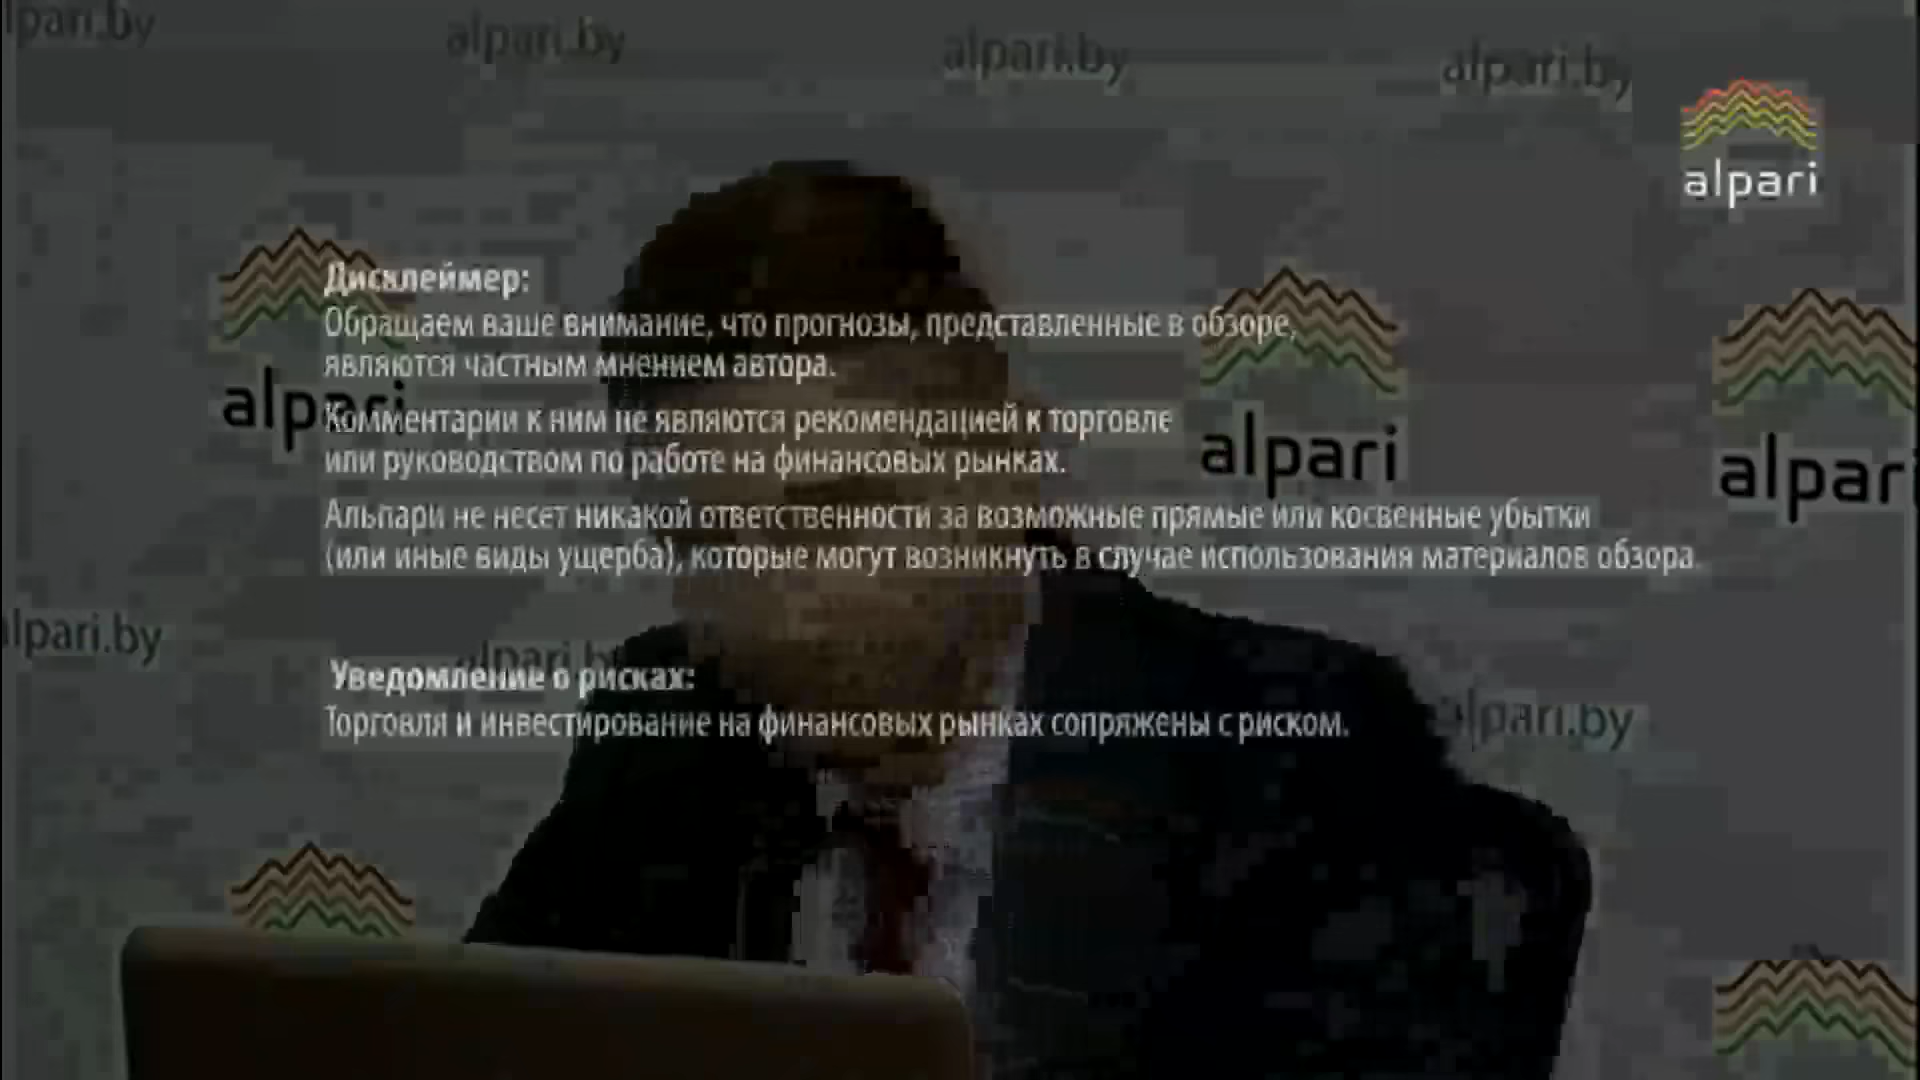 alpari.by
alpari.by
alpari.by
alpari.by
alpari
Дисклеймер:
Обращаем ваше внимание, что прогнозы, представленные в обзоре,
являются частным мнением автора.
alpari
Комментарии к ним не являются рекомендацией к торговле
или руководством по работе на финансовых рынках.
alpari
alpari
Альпари не несет никакой ответственности за возможные прямые или косвенные убытки
(или иные виды ущерба), которые могут возникнуть в случае использования материалов обзора.
alpari.by
alpari.by
Уведомление о рисках:
Торговля и инвестирование на финансовых рынках сопряжены с риском.
alpari.by